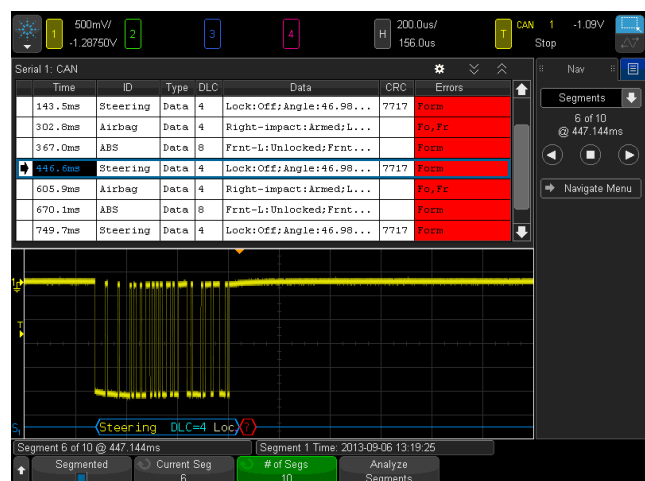 1 500mV/ -1.28750V 2 3 4 H 200.0us/ 156.0us T CAN 1 -1.09V Stop
Serial 1: CAN
Time ID Type DLC Data CRC Errors
143.5ms Steering Data 4 Lock:Off;Angle:46.98... 7717 Form
302.8ms Airbag Data 4 Right-impact:Armed;L... Fo,Fr
367.0ms ABS Data 8 Frnt-L:Unlocked;Frnt... Form
446.6ms Steering Data 4 Lock:Off;Angle:46.98... 7717 Form
605.9ms Airbag Data 4 Right-impact:Armed;L... Fo,Fr
670.1ms ABS Data 8 Frnt-L:Unlocked;Frnt... Form
749.7ms Steering Data 4 Lock:Off;Angle:46.98... 7717 Form
Nav
Segments
6 of 10
@ 447.144ms
Navigate Menu
1
T
S1 Steering DLC=4 Loc ?
Segment 6 of 10 @ 447.144ms Segment 1 Time: 2013-09-06 13:19:25
Segmented Current Seg # of Segs Analyze
6 10 Segments